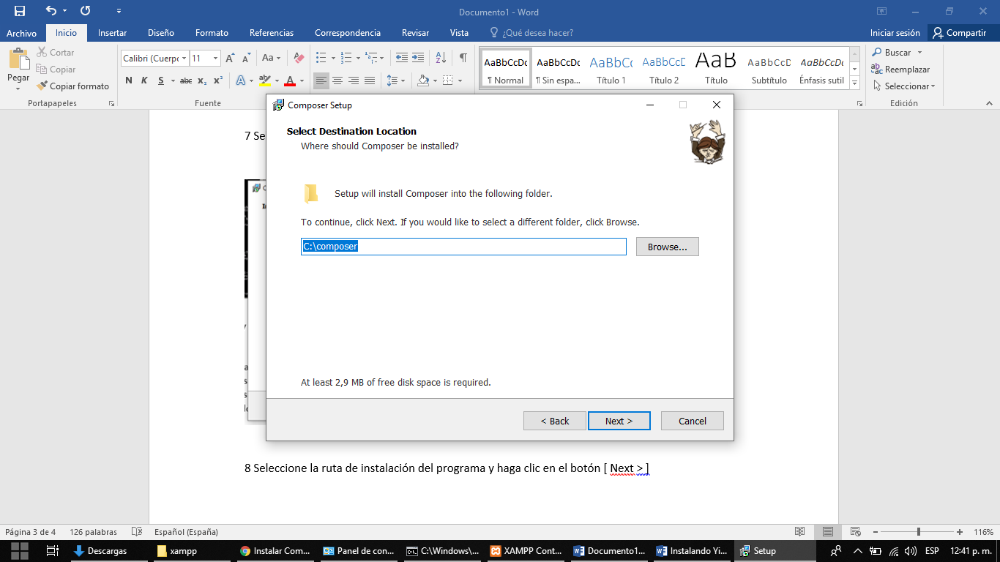 Documento1 - Word
Archivo Inicio Insertar Diseño Formato Referencias Correspondencia Revisar Vista ¿Qué desea hacer? Iniciar sesión Compartir
Pegar
Cortar
Copiar
Copiar formato
Portapapeles
Calibri (Cuerpo 11 A A Aa
N K S abc x₂ x² A aby A
Fuente
AaBbCcDc AaBbCcDc AaBbCc AaBbCcD AaB AaBbCcD AaBbCcDc
¶ Normal ¶ Sin espa... Título 1 Título 2 Título Subtítulo Énfasis sutil
Buscar
Reemplazar
Seleccionar
Edición
7 Se
Composer Setup
Select Destination Location
Where should Composer be installed?
Setup will install Composer into the following folder.
To continue, click Next. If you would like to select a different folder, click Browse.
C:\composer
Browse...
At least 2,9 MB of free disk space is required.
< Back Next > Cancel
8 Seleccione la ruta de instalación del programa y haga clic en el botón [ Next > ]
Página 3 de 4 126 palabras Español (España) 116%
Descargas xampp Instalar Com... Panel de con... C:\Windows\... XAMPP Cont... Documento1... Instalando Yi... Setup ESP 12:41 p. m.